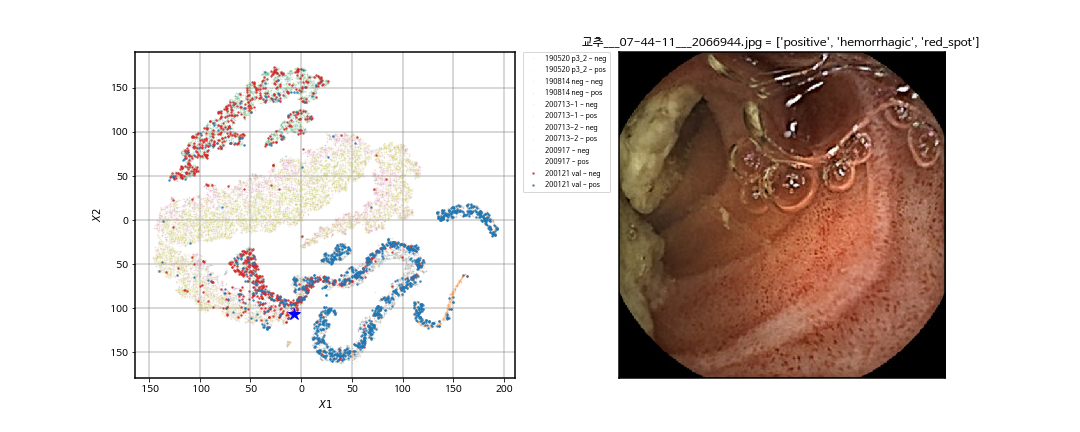 교추___07-44-11___2066944.jpg = ['positive', 'hemorrhagic', 'red_spot']
190520 p3_2 – neg
190520 p3_2 – pos
190814 neg – neg
190814 neg – pos
200713-1 – neg
200713-1 – pos
200713-2 – neg
200713-2 – pos
200917 – neg
200917 – pos
200121 val – neg
200121 val – pos
X2
150
100
50
0
50
100
150
150 100 50 0 50 100 150 200
X1